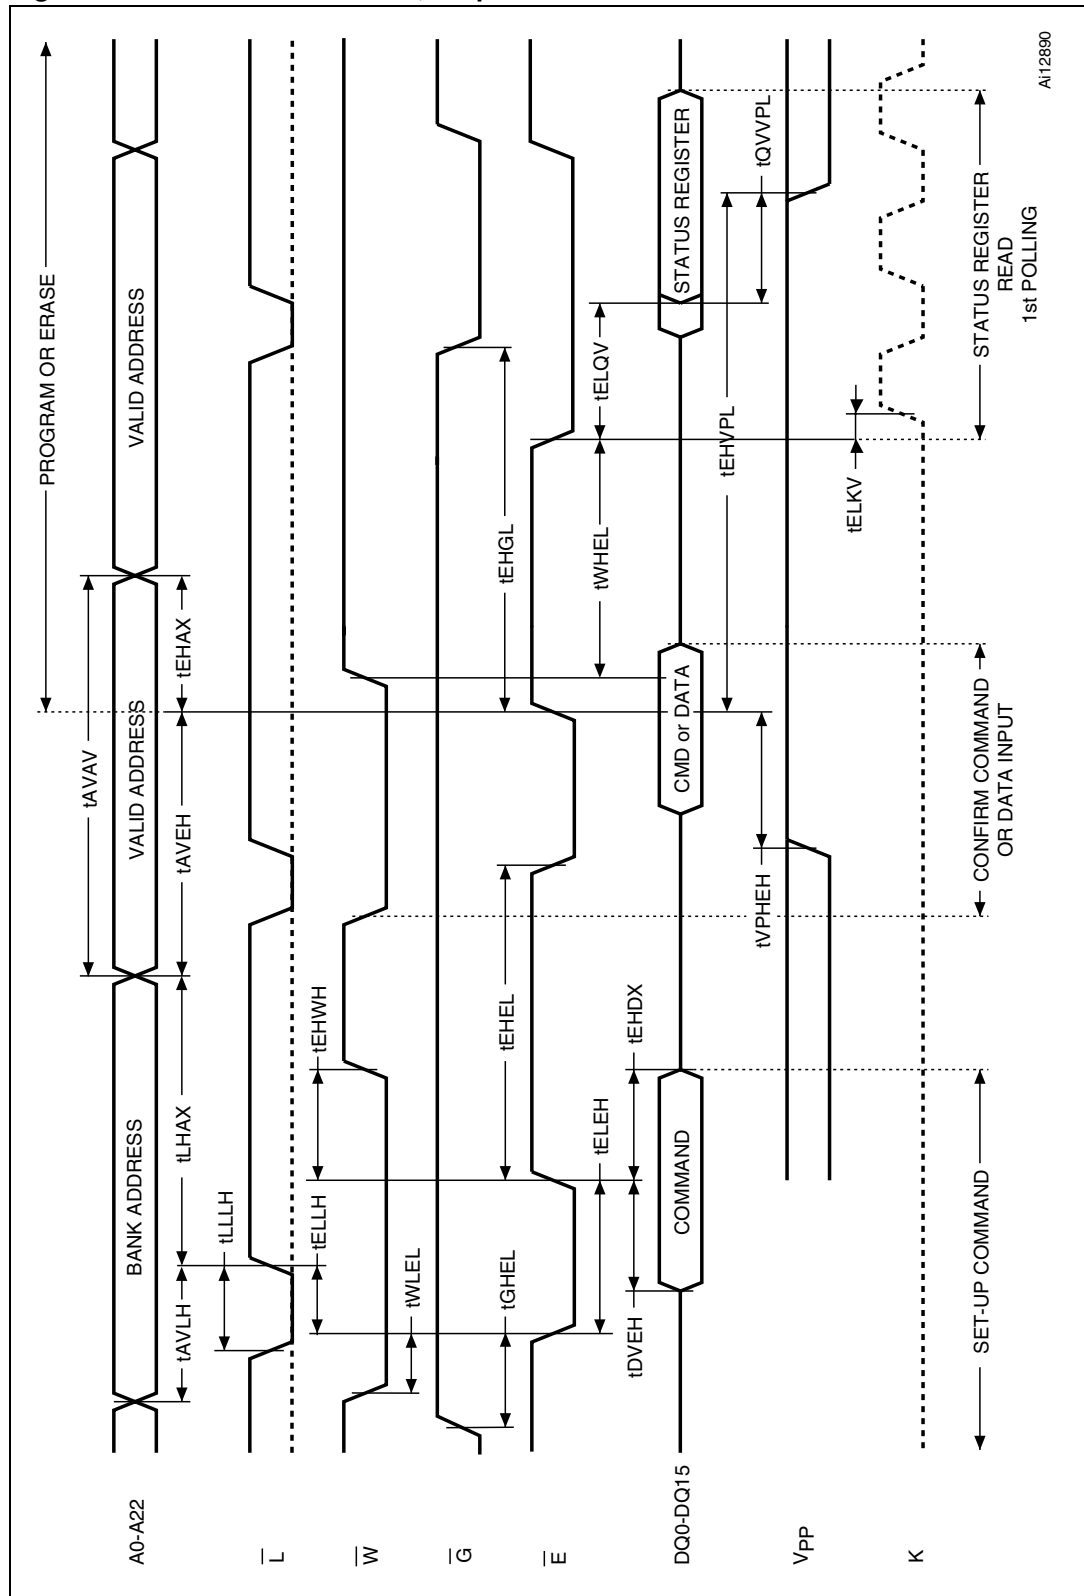 PROGRAM OR ERASE
tAVAV
A0-A22
BANK ADDRESS
VALID ADDRESS
VALID ADDRESS
tAVLH
tLHAX
tAVEH
tEHAX
tLLLH
L
tELLH
tEHWH
W
tWLEL
G
tGHEL
tEHEL
tEHGL
E
tELEH
tWHEL
tELQV
tDVEH
tEHDX
DQ0-DQ15
COMMAND
CMD or DATA
STATUS REGISTER
tEHVPL
tVPHEH
tQVVPL
VPP
tELKV
K
SET-UP COMMAND
CONFIRM COMMAND
OR DATA INPUT
STATUS REGISTER
READ
1st POLLING
Ai12890